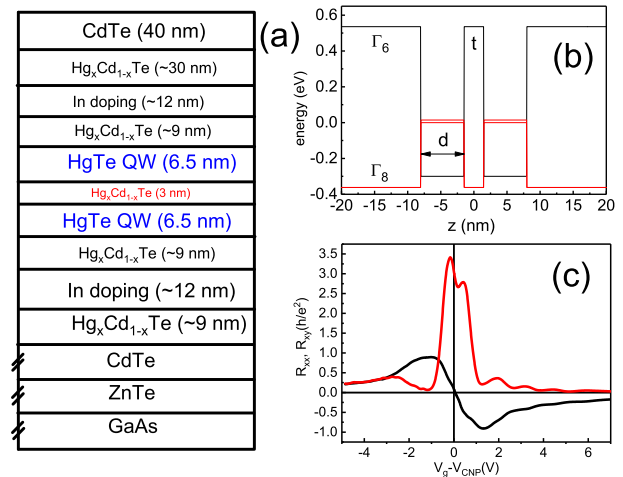 (a)
CdTe (40 nm)
HgxCd1-xTe (~30 nm)
In doping (~12 nm)
HgxCd1-xTe (~9 nm)
HgTe QW (6.5 nm)
HgxCd1-xTe (3 nm)
HgTe QW (6.5 nm)
HgxCd1-xTe (~9 nm)
In doping (~12 nm)
HgxCd1-xTe (~9 nm)
CdTe
ZnTe
GaAs
(b)
energy (eV)
0.6
0.4
0.2
0.0
-0.2
-0.4
Γ6
t
d
Γ8
-20 -15 -10 -5 0 5 10 15 20
z (nm)
(c)
Rxx, Rxy(h/e²)
3.5
3.0
2.5
2.0
1.5
1.0
0.5
0.0
-0.5
-1.0
-4 -2 0 2 4 6
Vg-VCNP(V)